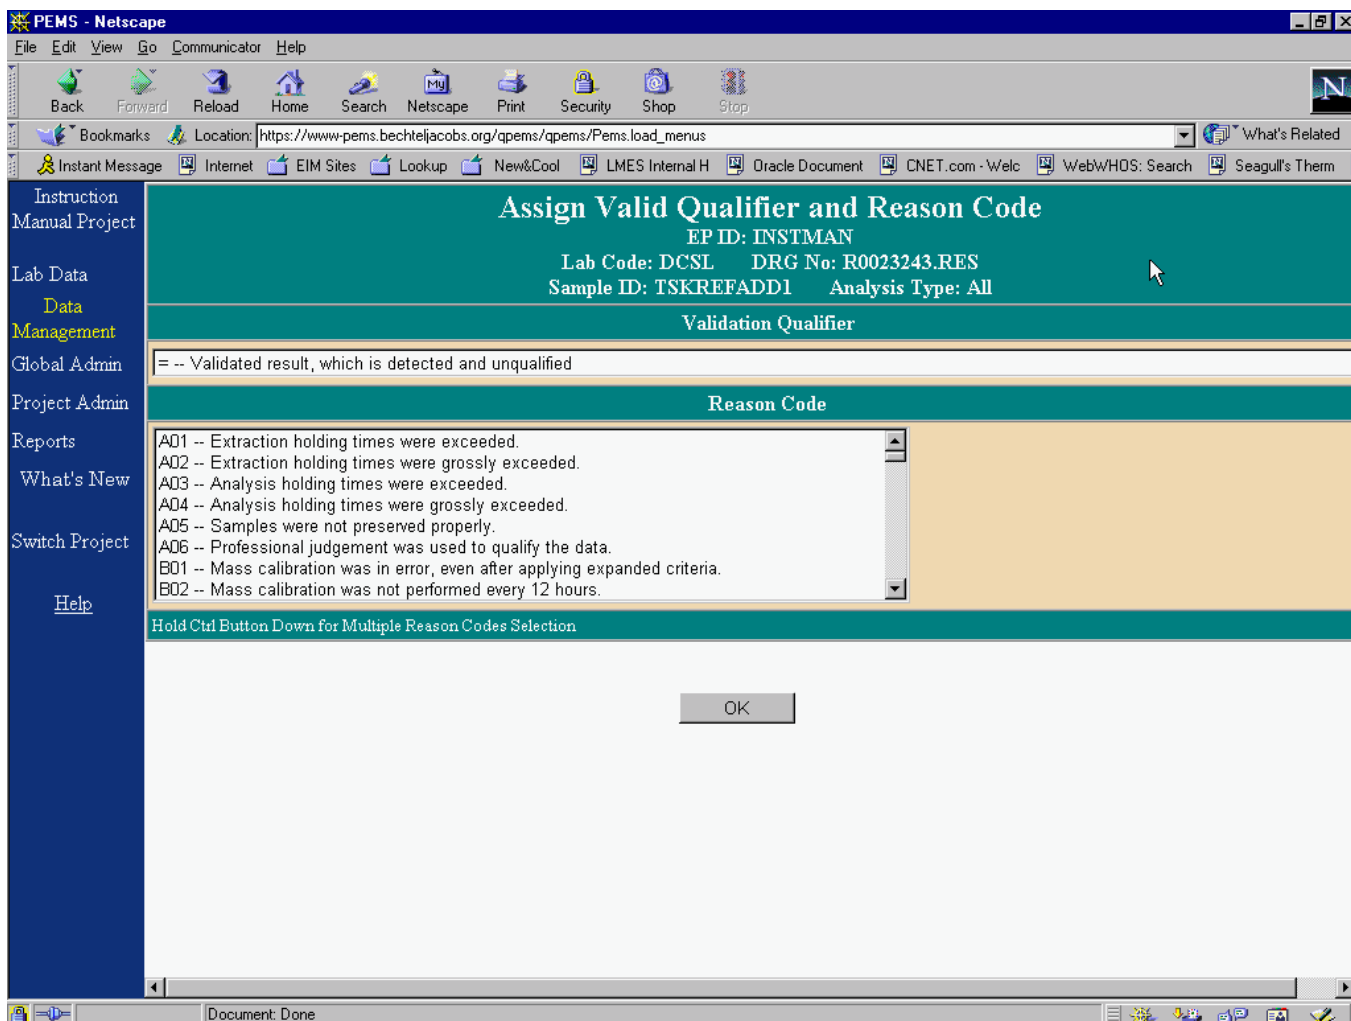 PEMS - Netscape
File Edit View Go Communicator Help
Back Forward Reload Home Search Netscape Print Security Shop Stop
My
N
Bookmarks Location: https://www-pems.bechteljacobs.org/qpems/qpems/Pems.load_menus What's Related
Instant Message Internet EIM Sites Lookup New&Cool LMES Internal H Oracle Document CNET.com - Welc WebWHOS: Search Seagull's Therm
Instruction
Manual Project
Lab Data
Data
Management
Global Admin
Project Admin
Reports
What's New
Switch Project
Help
Assign Valid Qualifier and Reason Code
EP ID: INSTMAN
Lab Code: DCSL DRG No: R0023243.RES
Sample ID: TSKREFADD1 Analysis Type: All
Validation Qualifier
= -- Validated result, which is detected and unqualified
Reason Code
A01 -- Extraction holding times were exceeded.
A02 -- Extraction holding times were grossly exceeded.
A03 -- Analysis holding times were exceeded.
A04 -- Analysis holding times were grossly exceeded.
A05 -- Samples were not preserved properly.
A06 -- Professional judgement was used to qualify the data.
B01 -- Mass calibration was in error, even after applying expanded criteria.
B02 -- Mass calibration was not performed every 12 hours.
Hold Ctrl Button Down for Multiple Reason Codes Selection
OK
Document: Done